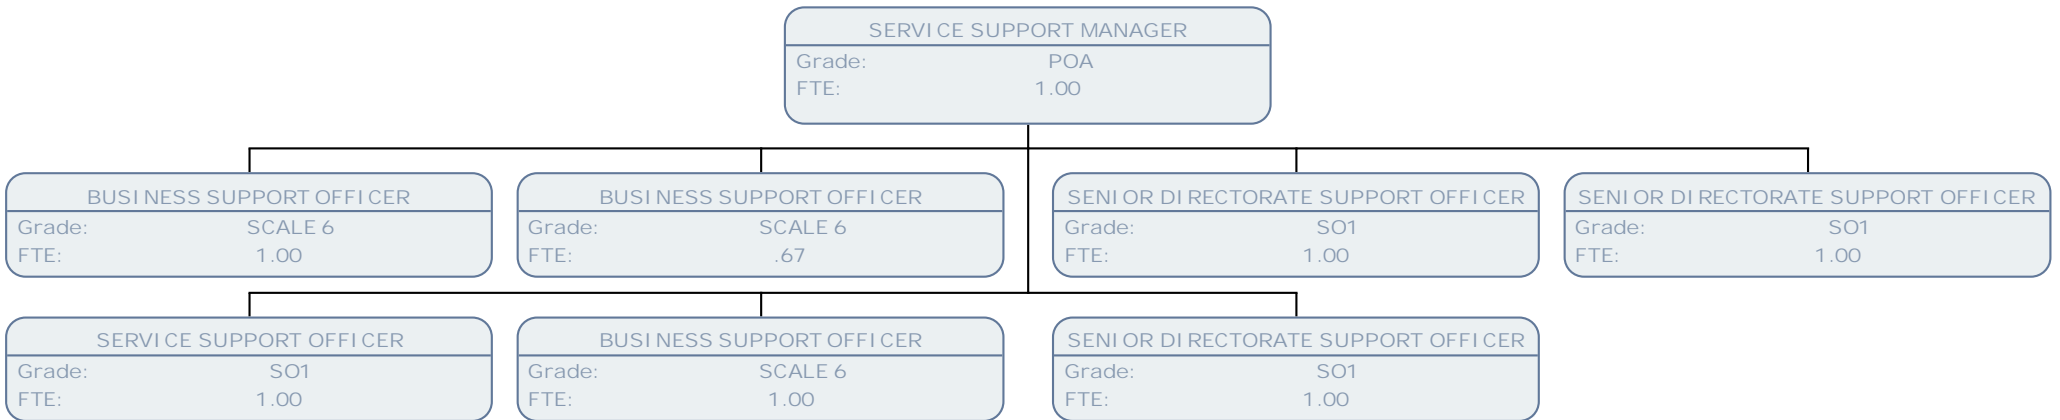 SERVICE SUPPORT MANAGER
Grade: POA
FTE: 1.00
BUSINESS SUPPORT OFFICER
Grade: SCALE 6
FTE: 1.00
BUSINESS SUPPORT OFFICER
Grade: SCALE 6
FTE: .67
SENIOR DIRECTORATE SUPPORT OFFICER
Grade: SO1
FTE: 1.00
SENIOR DIRECTORATE SUPPORT OFFICER
Grade: SO1
FTE: 1.00
SERVICE SUPPORT OFFICER
Grade: SO1
FTE: 1.00
BUSINESS SUPPORT OFFICER
Grade: SCALE 6
FTE: 1.00
SENIOR DIRECTORATE SUPPORT OFFICER
Grade: SO1
FTE: 1.00